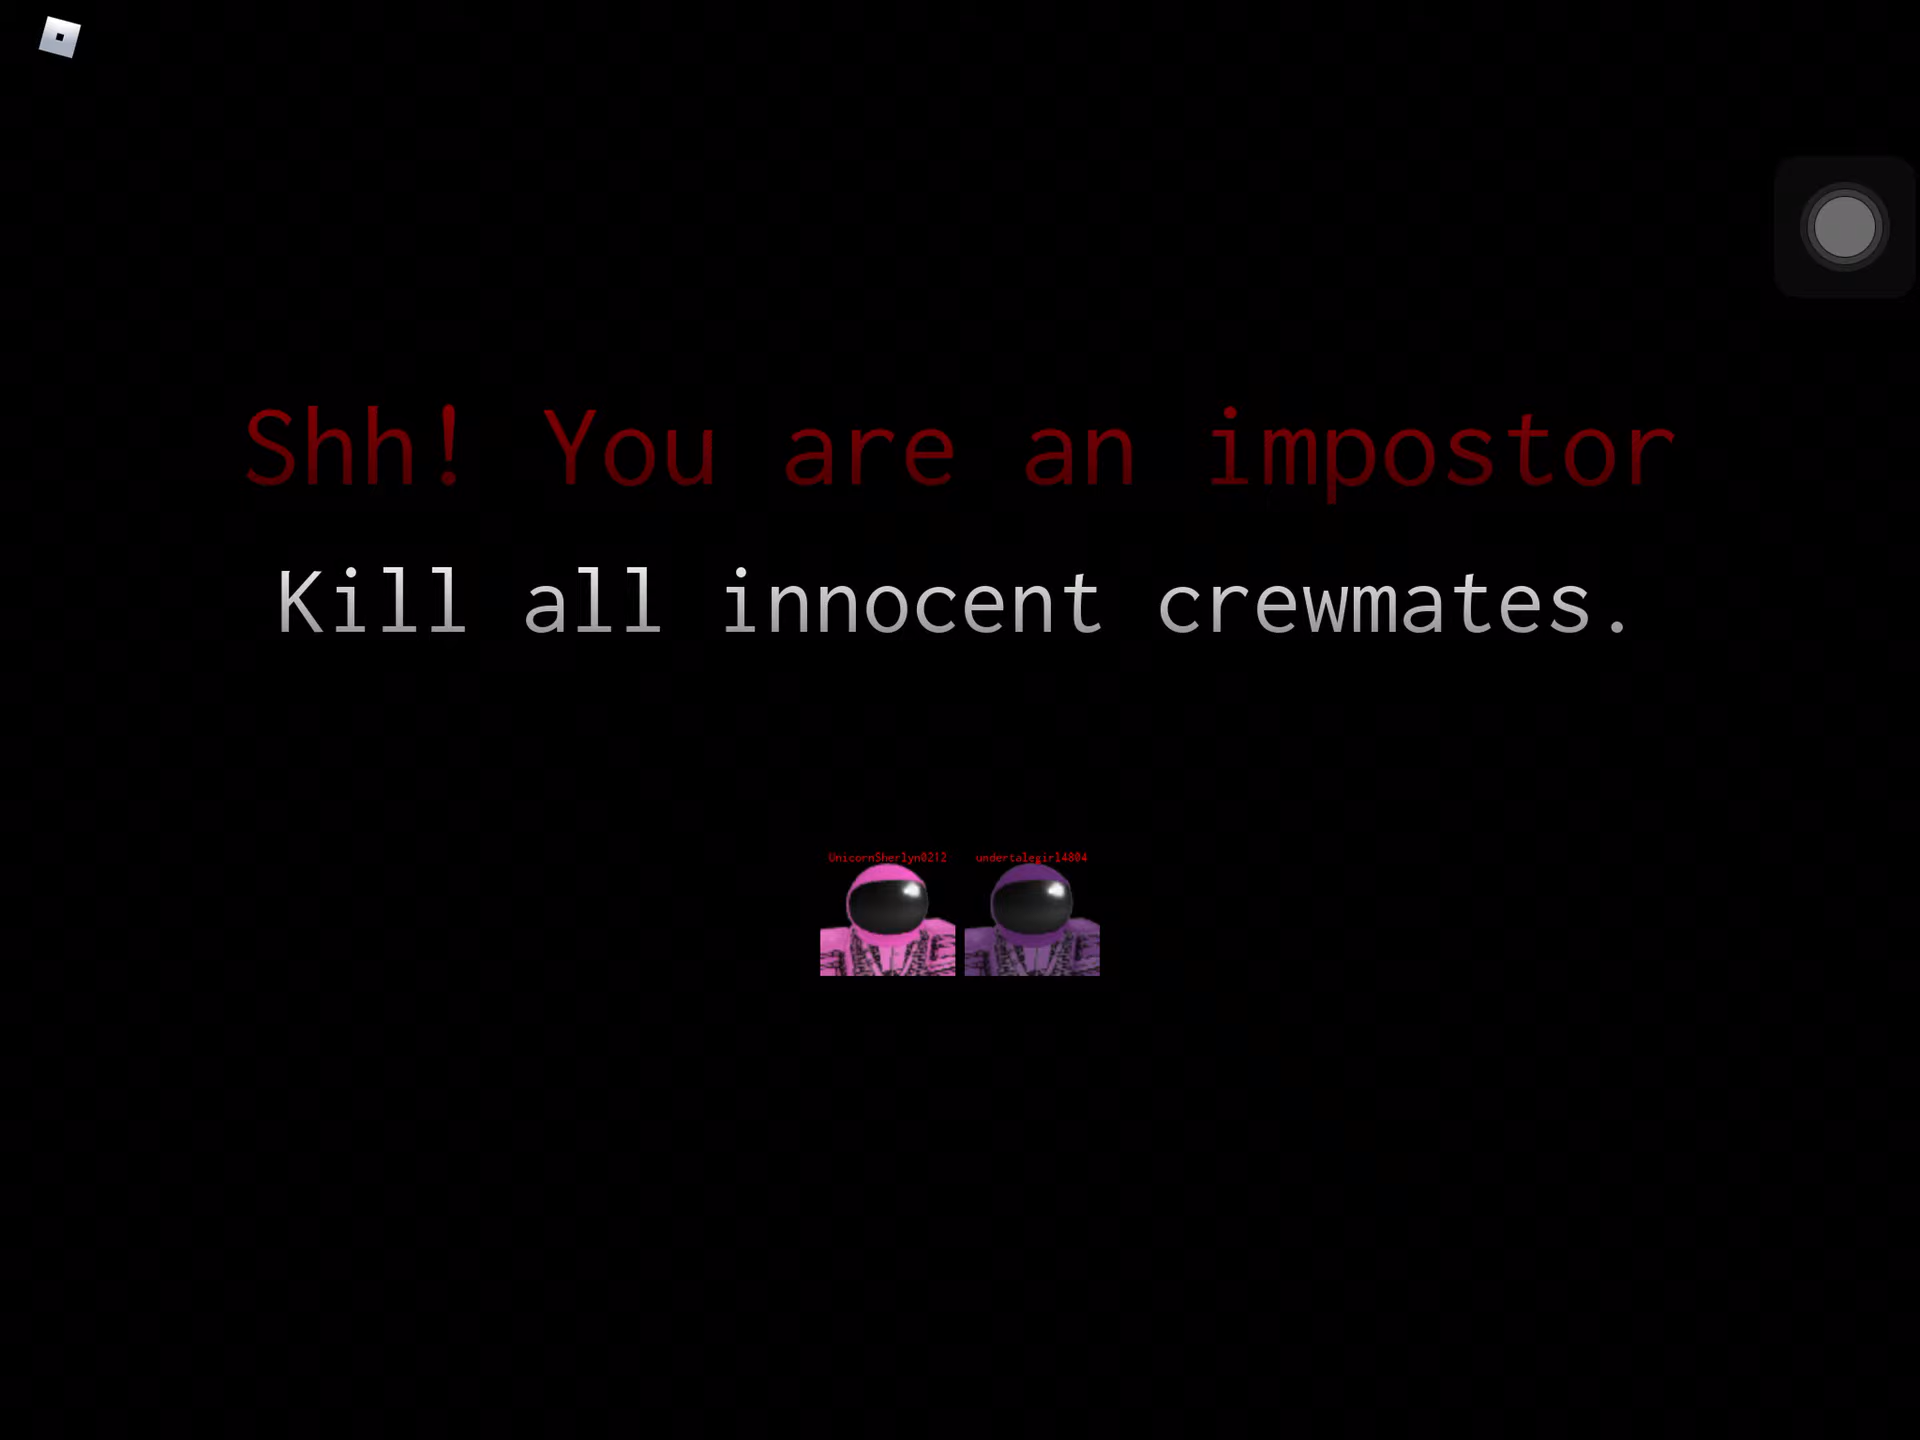 Shh! You are an impostor
Kill all innocent crewmates.
UnicornSherlyn0212 undertalegirl4804